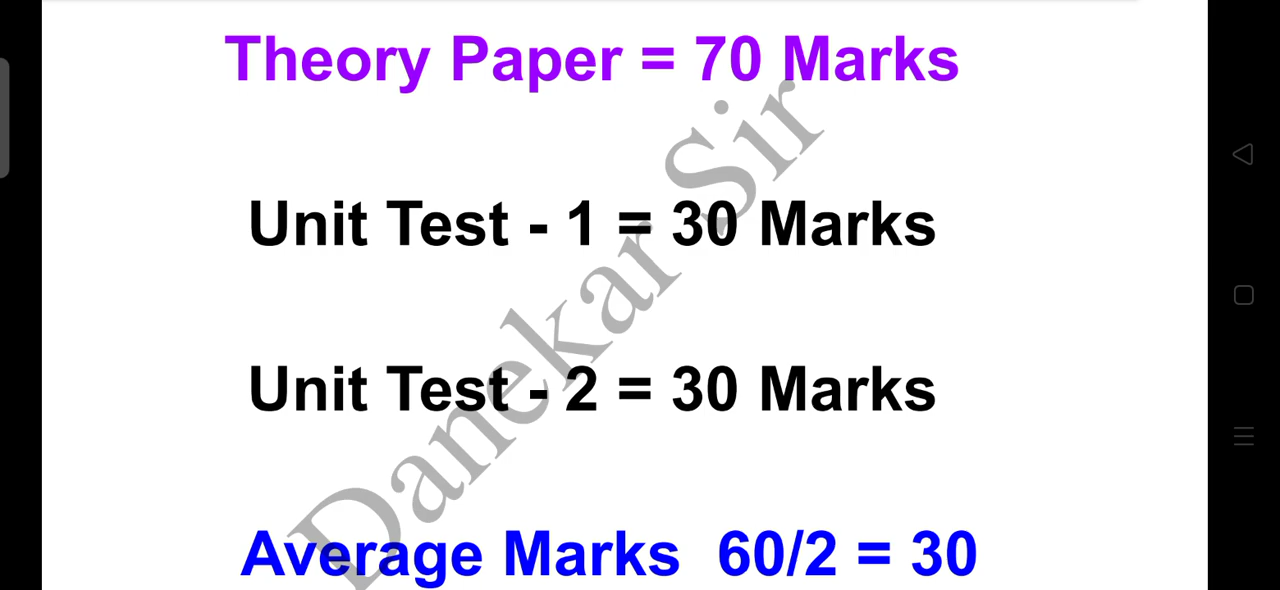 Theory Paper = 70 Marks
Unit Test - 1 = 30 Marks
Unit Test - 2 = 30 Marks
Average Marks 60/2 = 30
Danekar Sir